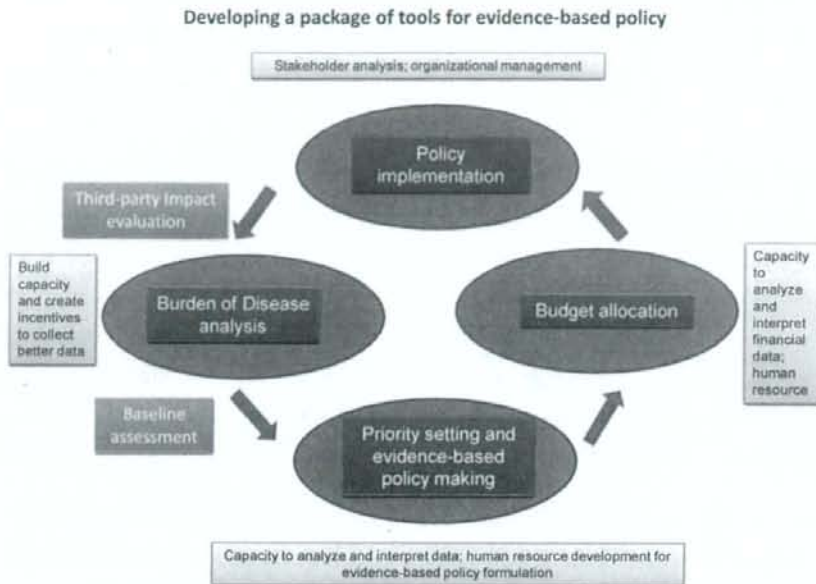 Developing a package of tools for evidence-based policy
Stakeholder analysis; organizational management
Policy
implementation
Third-party Impact
evaluation
Build
capacity
and create
incentives
to collect
better data
Burden of Disease
analysis
Budget allocation
Capacity
to
analyze
and
interpret
financial
data;
human
resource
Baseline
assessment
Priority setting and
evidence-based
policy making
Capacity to analyze and interpret data; human resource development for
evidence-based policy formulation